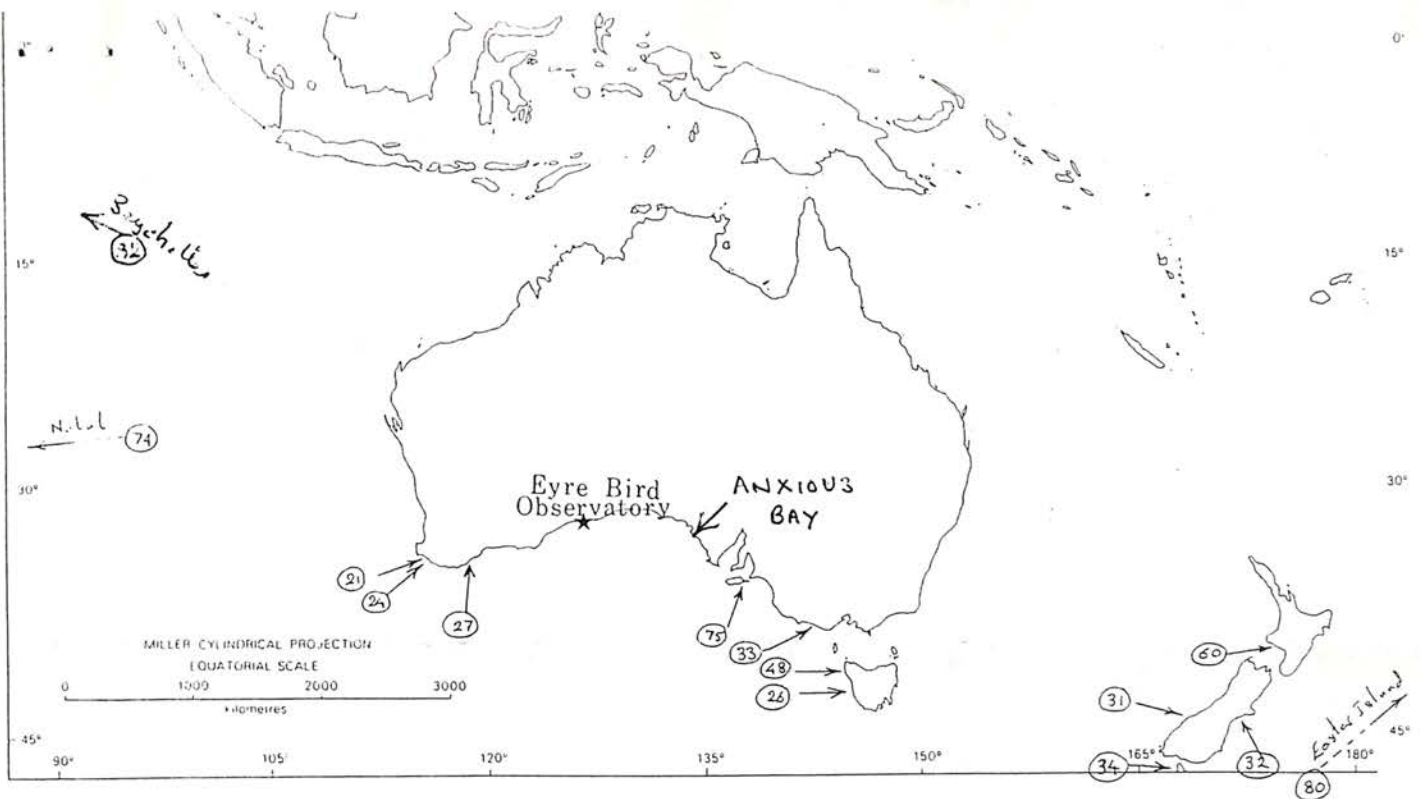 0°
0°
Seychelles
32
15°
15°
Natal
74
30°
30°
Eyre Bird
Observatory
ANXIOUS
BAY
21
24
27
75
33
48
26
60
31
34
32
80
Easter Island
MILLER CYLINDRICAL PROJECTION
EQUATORIAL SCALE
0 1000 2000 3000
kilometres
45°
45°
90° 105° 120° 135° 150° 165° 180°